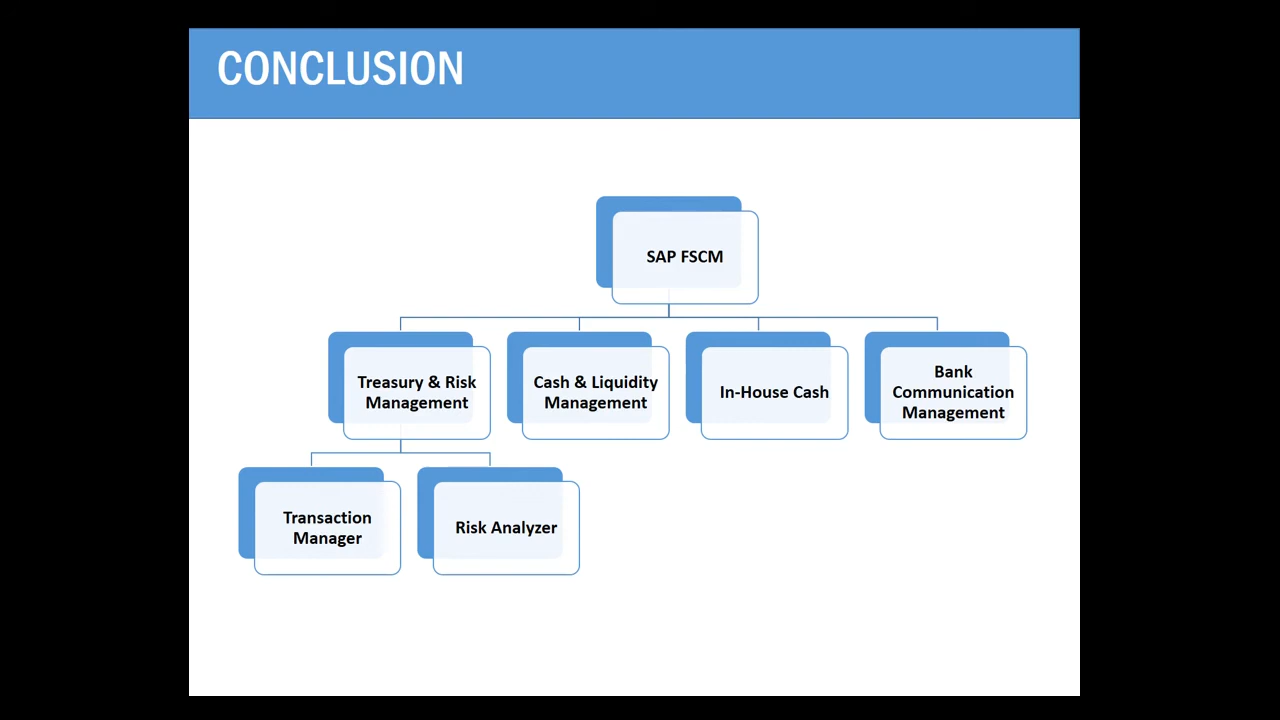 CONCLUSION
SAP FSCM
Treasury & Risk
Management
Cash & Liquidity
Management
In-House Cash
Bank
Communication
Management
Transaction
Manager
Risk Analyzer